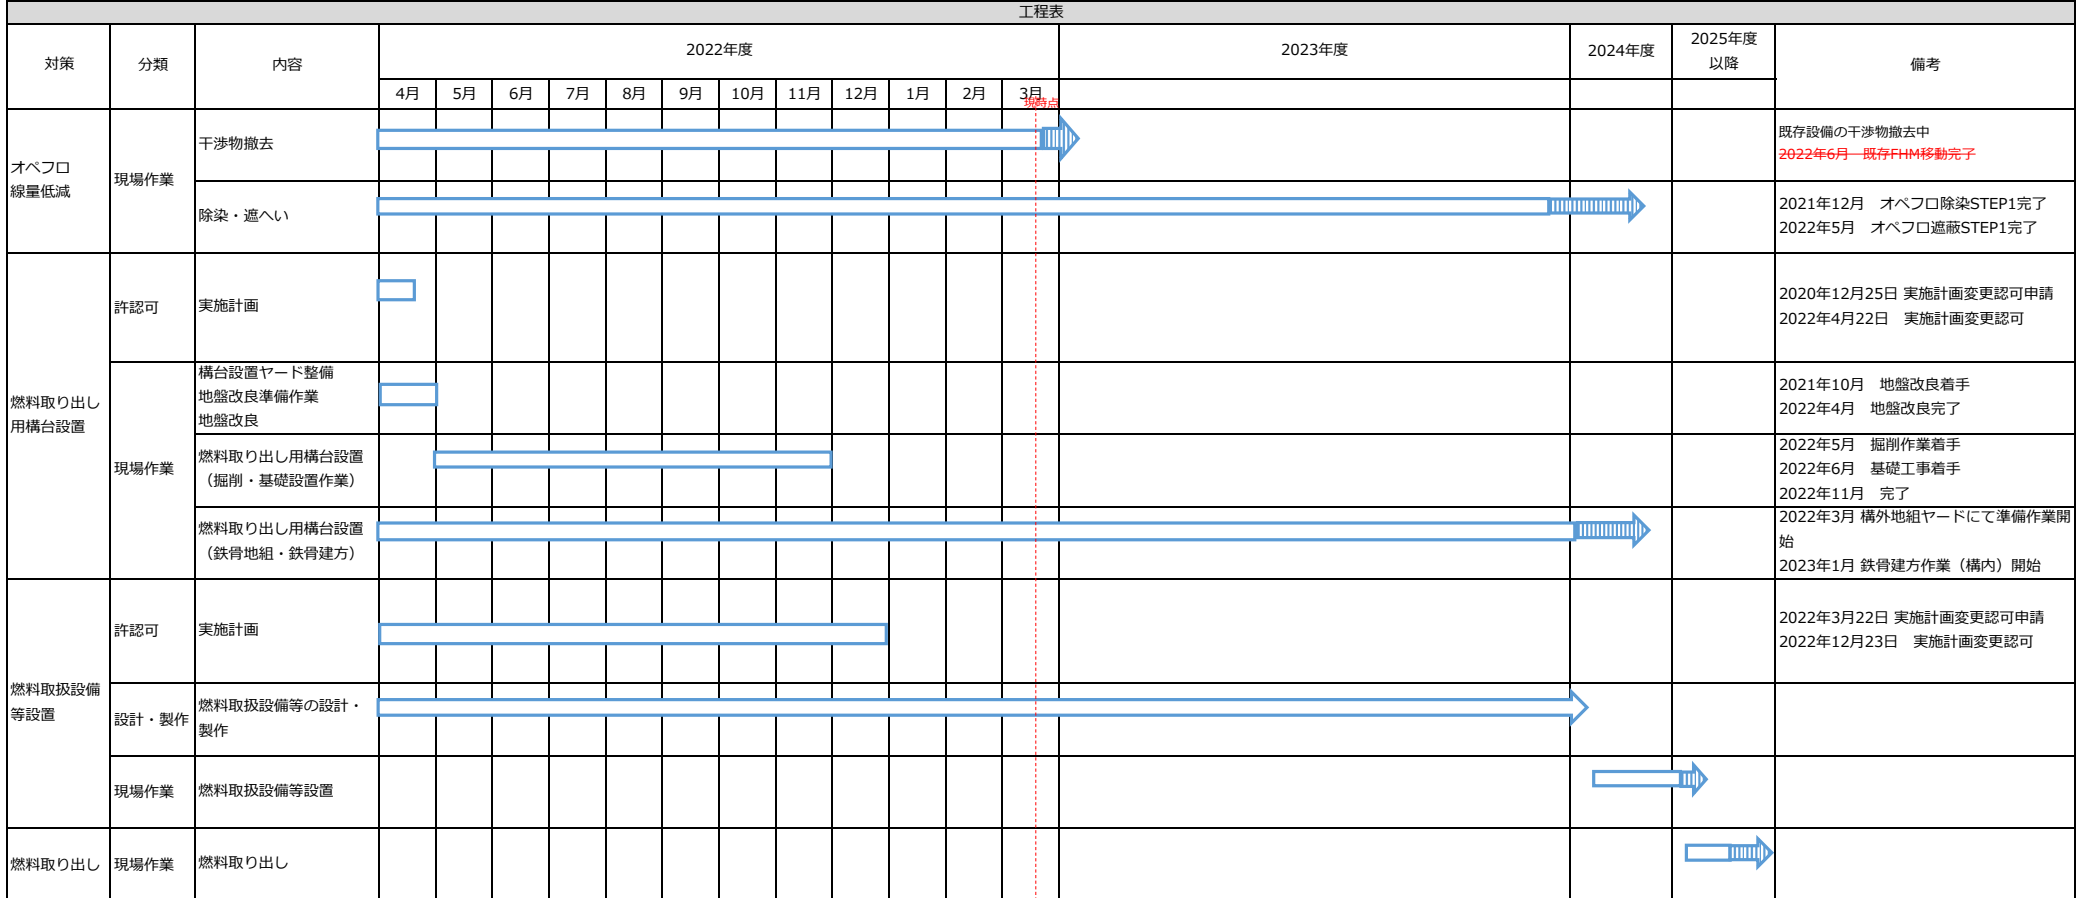 工程表
対策
分類
内容
2022年度
2023年度
2024年度
2025年度
以降
備考
4月
5月
6月
7月
8月
9月
10月
11月
12月
1月
2月
3月
現時点
オペフロ
線量低減
現場作業
干渉物撤去
既存設備の干渉物撤去中
2022年6月　既存FHM移動完了
除染・遮へい
2021年12月　オペフロ除染STEP1完了
2022年5月　オペフロ遮蔽STEP1完了
燃料取り出し
用構台設置
許認可
実施計画
2020年12月25日 実施計画変更認可申請
2022年4月22日　実施計画変更認可
現場作業
構台設置ヤード整備
地盤改良準備作業
地盤改良
2021年10月　地盤改良着手
2022年4月　地盤改良完了
燃料取り出し用構台設置
（掘削・基礎設置作業）
2022年5月　掘削作業着手
2022年6月　基礎工事着手
2022年11月　完了
燃料取り出し用構台設置
（鉄骨地組・鉄骨建方）
2022年3月 構外地組ヤードにて準備作業開
始
2023年1月 鉄骨建方作業（構内）開始
燃料取扱設備
等設置
許認可
実施計画
2022年3月22日 実施計画変更認可申請
2022年12月23日　実施計画変更認可
設計・製作
燃料取扱設備等の設計・
製作
現場作業
燃料取扱設備等設置
燃料取り出し
現場作業
燃料取り出し